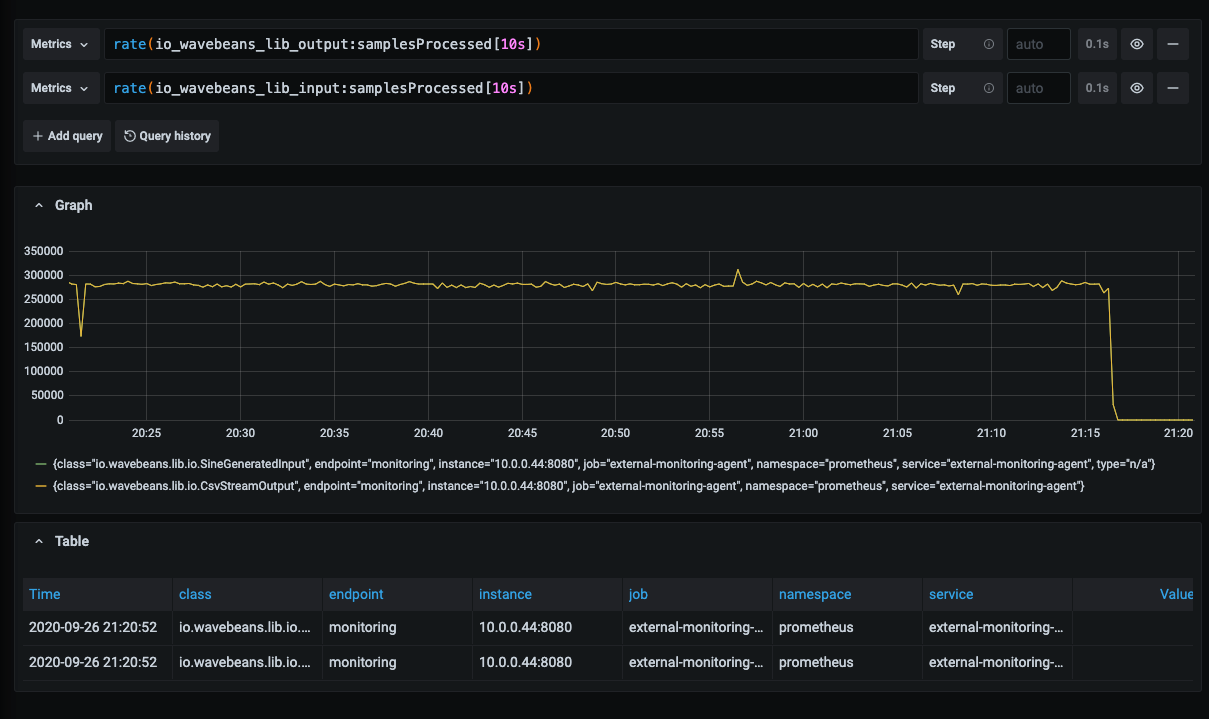 Metrics rate(io_wavebeans_lib_output:samplesProcessed[10s]) Step auto 0.1s
Metrics rate(io_wavebeans_lib_input:samplesProcessed[10s]) Step auto 0.1s
+ Add query Query history
Graph
350000
300000
250000
200000
150000
100000
50000
0
20:25 20:30 20:35 20:40 20:45 20:50 20:55 21:00 21:05 21:10 21:15 21:20
{class="io.wavebeans.lib.io.SineGeneratedInput", endpoint="monitoring", instance="10.0.0.44:8080", job="external-monitoring-agent", namespace="prometheus", service="external-monitoring-agent", type="n/a"}
{class="io.wavebeans.lib.io.CsvStreamOutput", endpoint="monitoring", instance="10.0.0.44:8080", job="external-monitoring-agent", namespace="prometheus", service="external-monitoring-agent"}
Table
Time class endpoint instance job namespace service Value
2020-09-26 21:20:52 io.wavebeans.lib.io.... monitoring 10.0.0.44:8080 external-monitoring-... prometheus external-monitoring-...
2020-09-26 21:20:52 io.wavebeans.lib.io.... monitoring 10.0.0.44:8080 external-monitoring-... prometheus external-monitoring-...